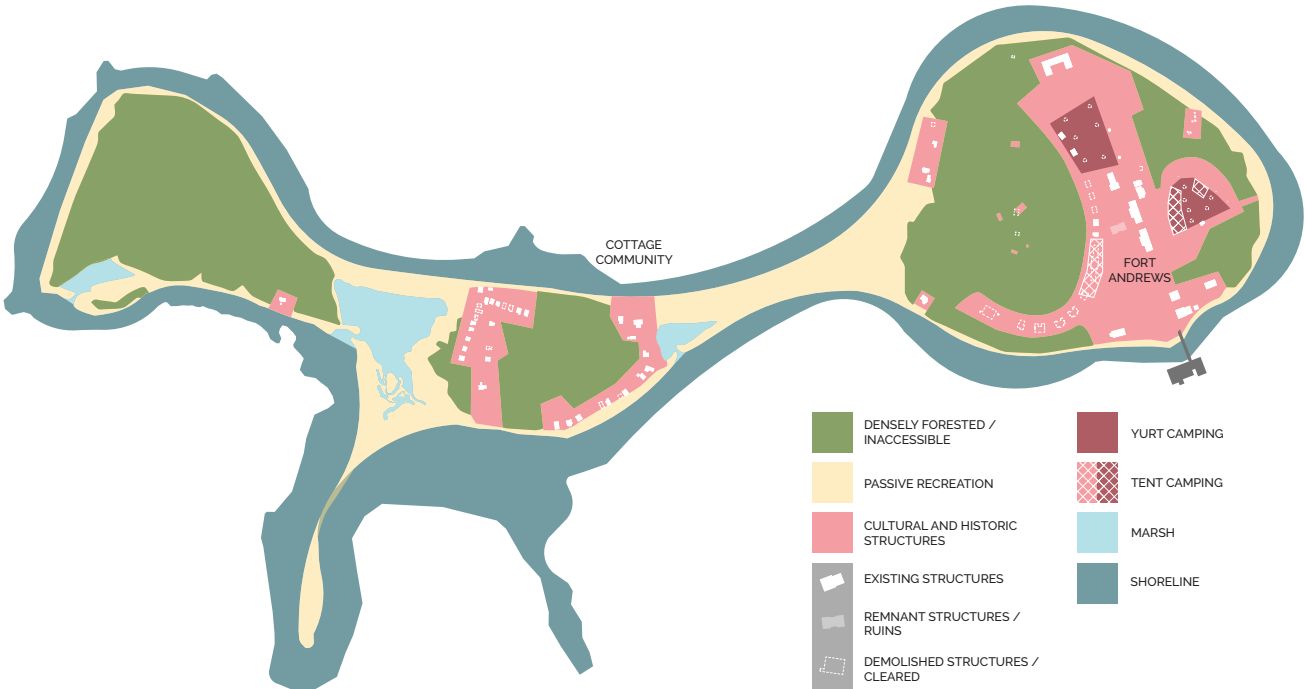 COTTAGE
COMMUNITY
FORT
ANDREWS
DENSELY FORESTED /
INACCESSIBLE
PASSIVE RECREATION
CULTURAL AND HISTORIC
STRUCTURES
EXISTING STRUCTURES
REMNANT STRUCTURES /
RUINS
DEMOLISHED STRUCTURES /
CLEARED
YURT CAMPING
TENT CAMPING
MARSH
SHORELINE